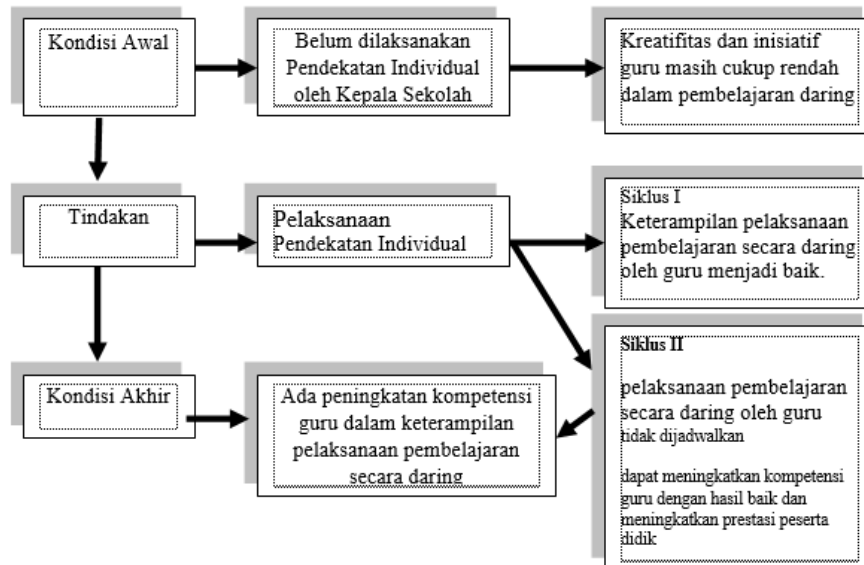 Kondisi Awal
Belum dilaksanakan
Pendekatan Individual
oleh Kepala Sekolah
Kreatifitas dan inisiatif
guru masih cukup rendah
dalam pembelajaran daring
Tindakan
Pelaksanaan
Pendekatan Individual
Siklus I
Keterampilan pelaksanaan
pembelajaran secara daring
oleh guru menjadi baik.
Kondisi Akhir
Ada peningkatan kompetensi
guru dalam keterampilan
pelaksanaan pembelajaran
secara daring
Siklus II
pelaksanaan pembelajaran
secara daring oleh guru
tidak dijadwalkan
dapat meningkatkan kompetensi
guru dengan hasil baik dan
meningkatkan prestasi peserta
didik